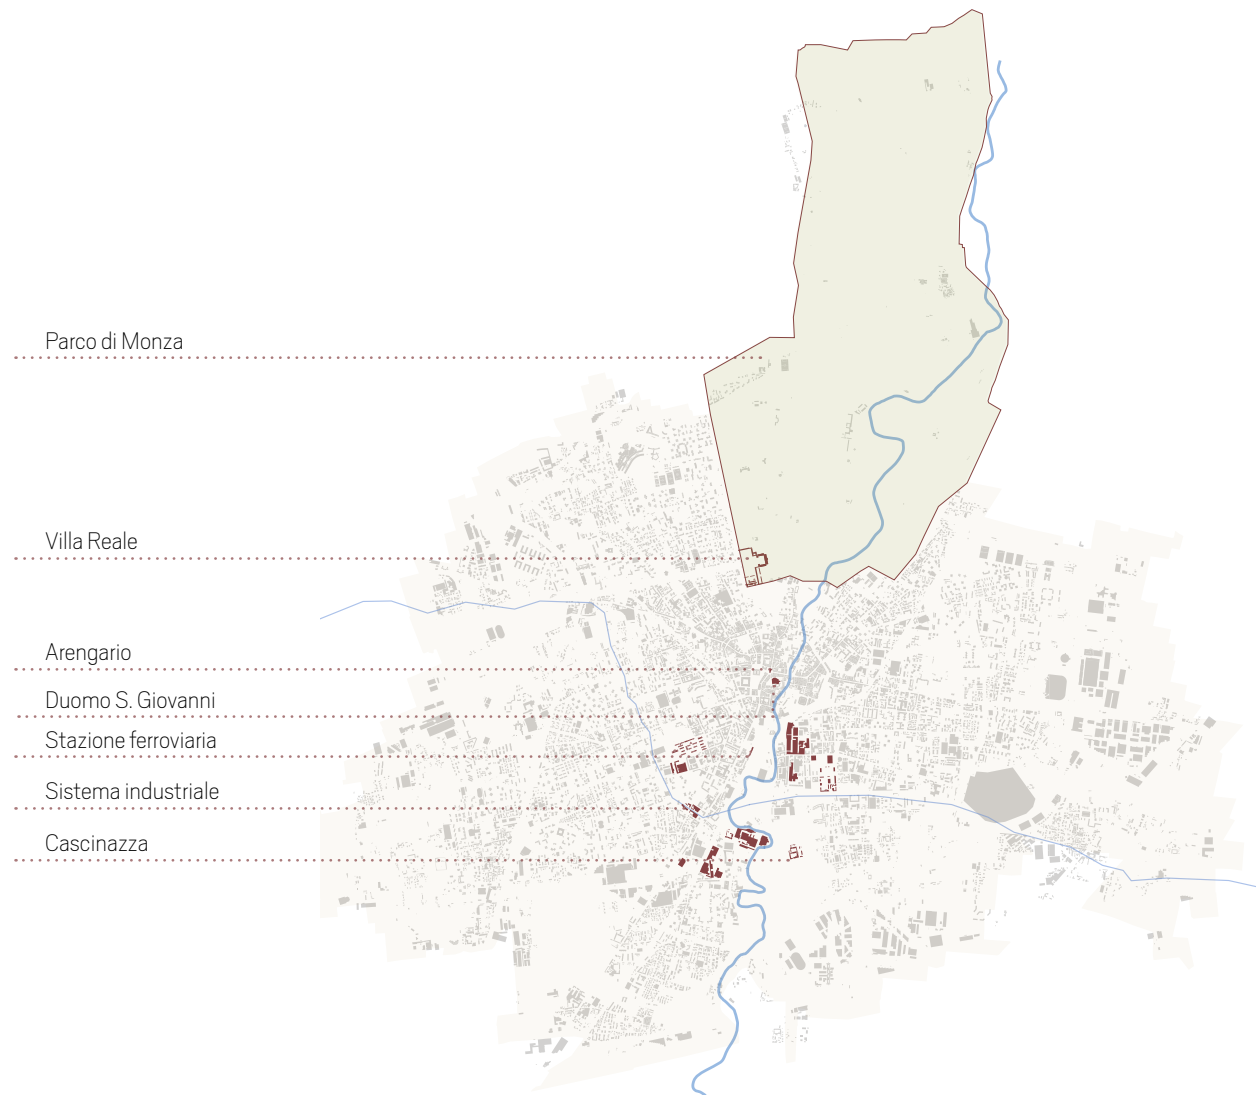 Parco di Monza
Villa Reale
Arengario
Duomo S. Giovanni
Stazione ferroviaria
Sistema industriale
Cascinazza